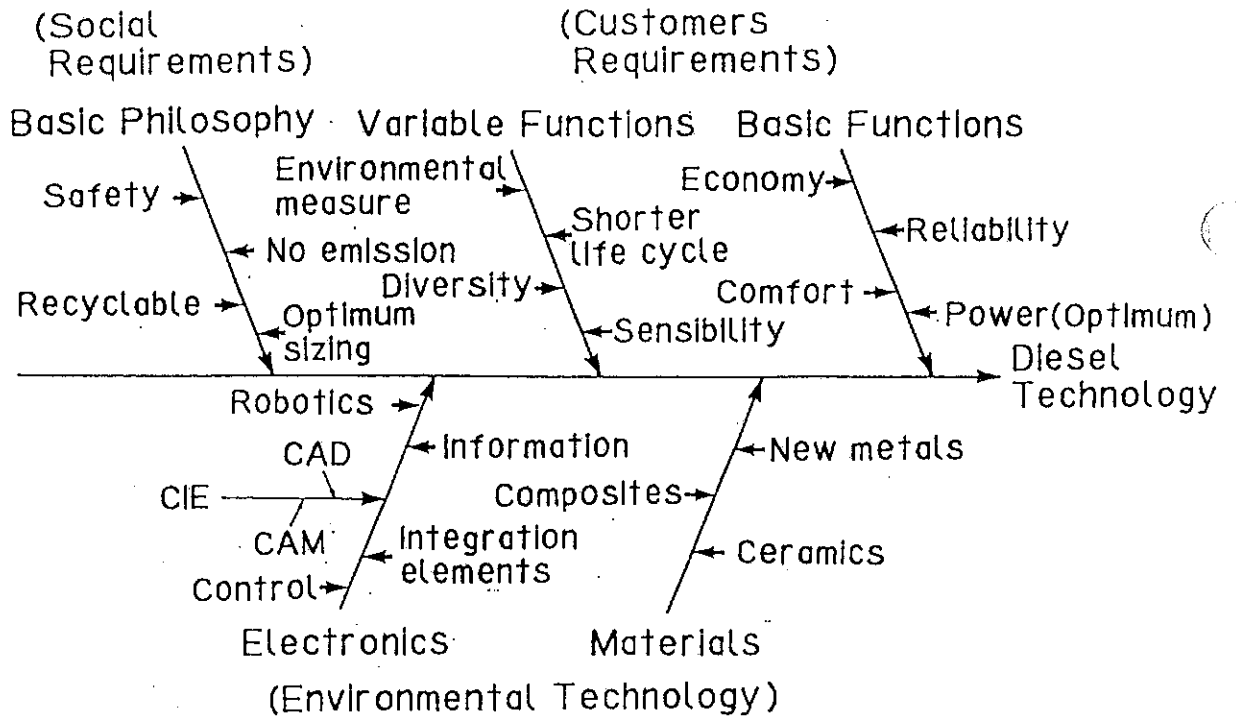 (Social
Requirements)
(Customers
Requirements)
Basic Philosophy
Variable Functions
Basic Functions
Safety
No emission
Recyclable
Optimum
sizing
Environmental
measure
Shorter
life cycle
Diversity
Sensibility
Economy
Reliability
Comfort
Power(Optimum)
Diesel
Technology
Robotics
Information
CAD
CIE
CAM
Integration
elements
Control
Electronics
New metals
Composites
Ceramics
Materials
(Environmental Technology)